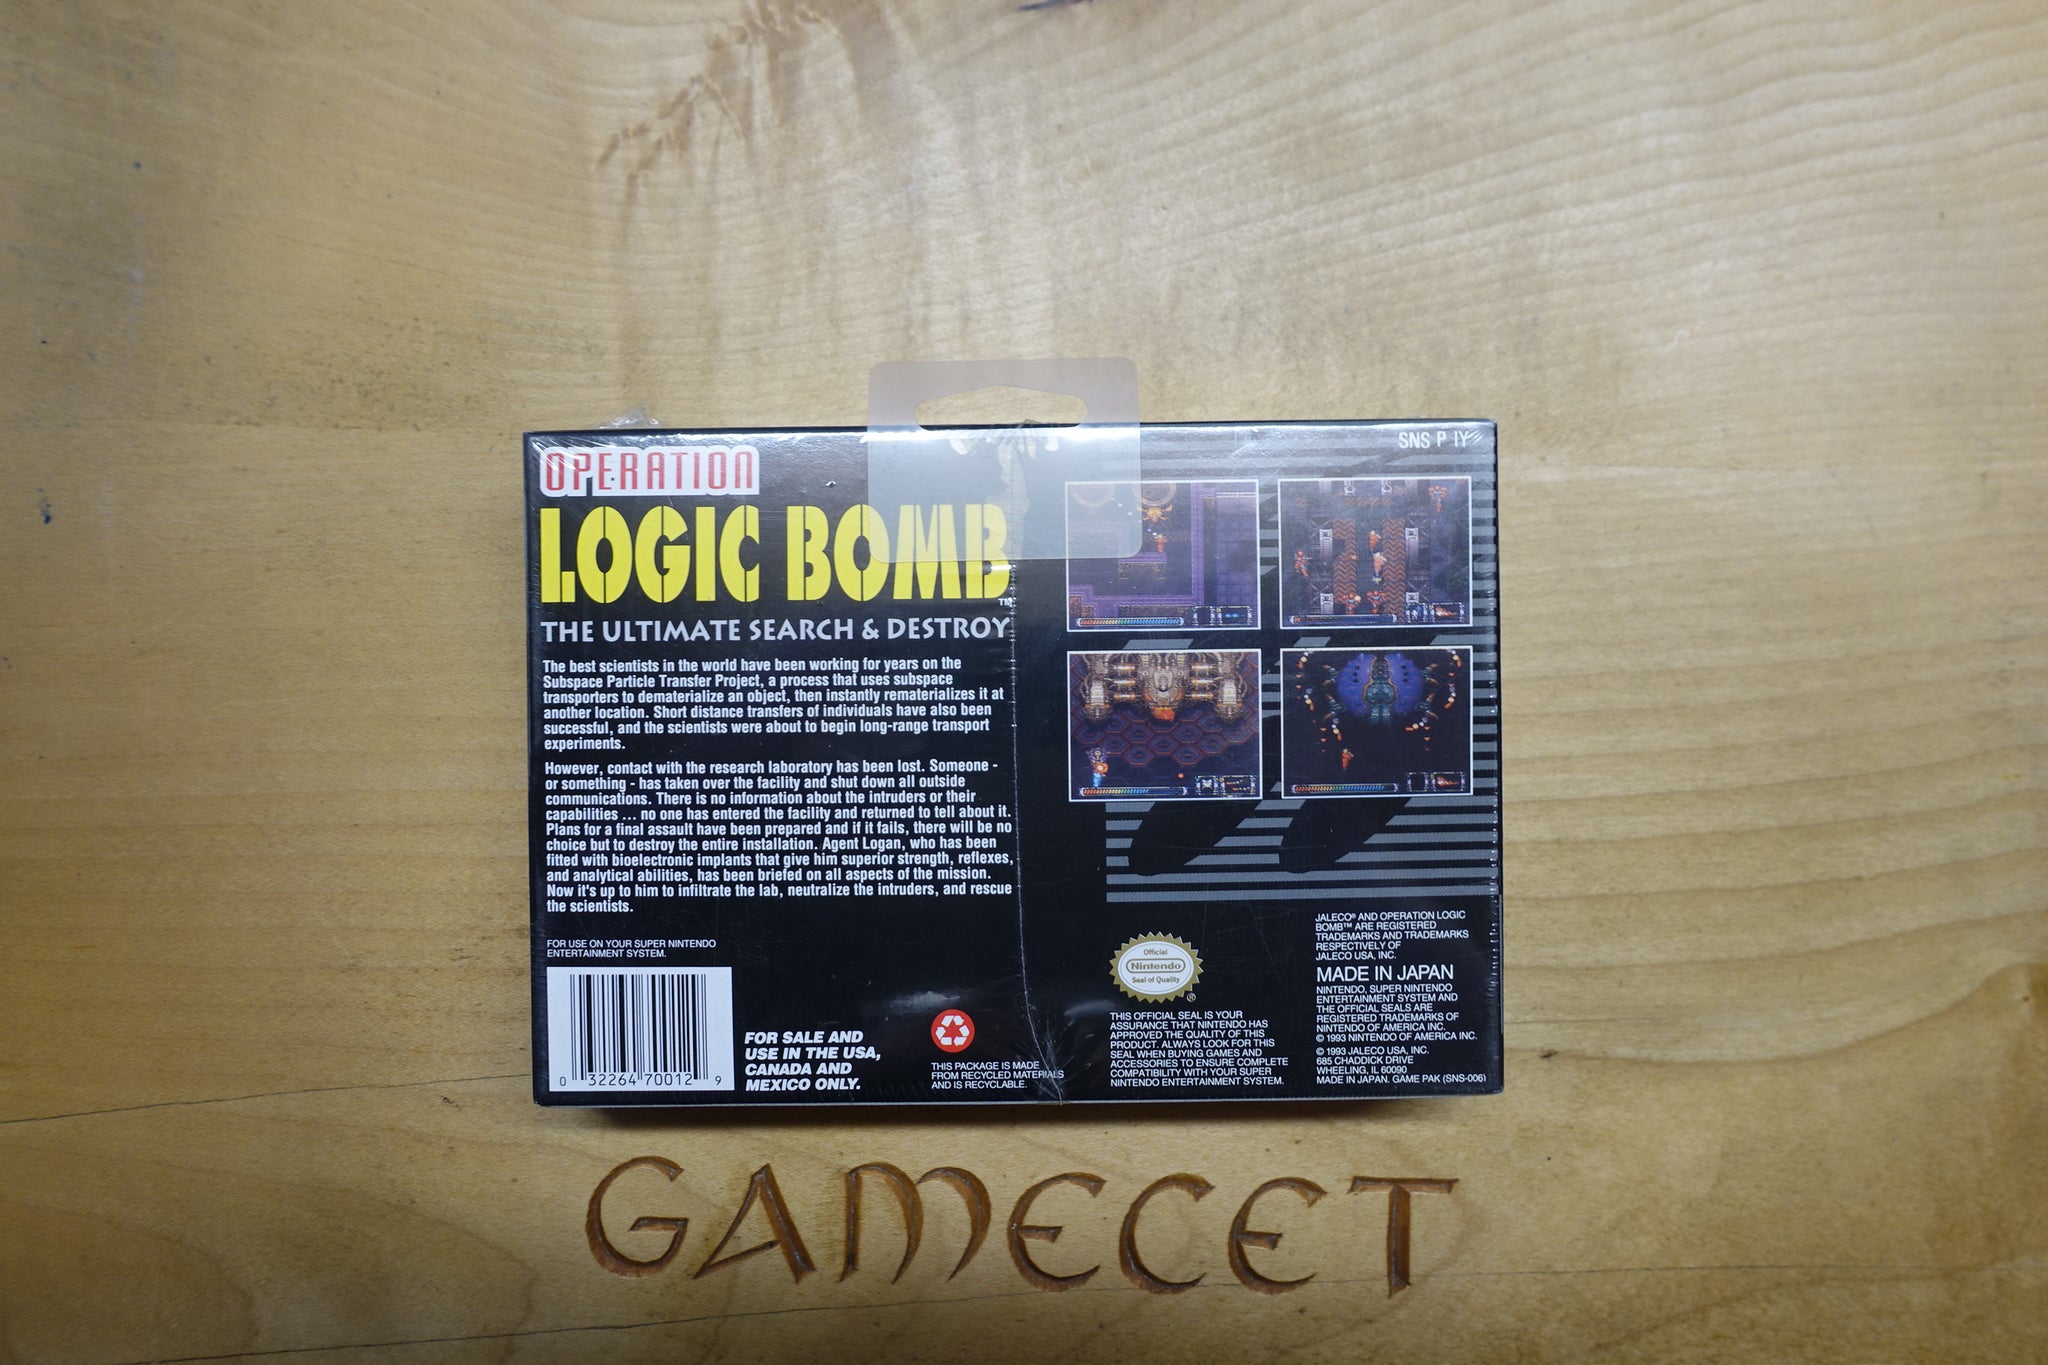 OPERATION
LOGIC BOMB
TM
THE ULTIMATE SEARCH & DESTROY
The best scientists in the world have been working for years on the
Subspace Particle Transfer Project, a process that uses subspace
transporters to dematerialize an object, then instantly rematerializes it at
another location. Short distance transfers of individuals have also been
successful, and the scientists were about to begin long-range transport
experiments.
However, contact with the research laboratory has been lost. Someone -
or something - has taken over the facility and shut down all outside
communications. There is no information about the intruders or their
capabilities ... no one has entered the facility and returned to tell about it.
Plans for a final assault have been prepared and if it fails, there will be no
choice but to destroy the entire installation. Agent Logan, who has been
fitted with bioelectronic implants that give him superior strength, reflexes,
and analytical abilities, has been briefed on all aspects of the mission.
Now it's up to him to infiltrate the lab, neutralize the intruders, and rescue
the scientists.
FOR USE ON YOUR SUPER NINTENDO
ENTERTAINMENT SYSTEM.
0 32264 70012 9
FOR SALE AND
USE IN THE USA,
CANADA AND
MEXICO ONLY.
THIS PACKAGE IS MADE
FROM RECYCLED MATERIALS
AND IS RECYCLABLE.
SNS P IY
Official
Nintendo
Seal of Quality
®
THIS OFFICIAL SEAL IS YOUR
ASSURANCE THAT NINTENDO HAS
APPROVED THE QUALITY OF THIS
PRODUCT. ALWAYS LOOK FOR THIS
SEAL WHEN BUYING GAMES AND
ACCESSORIES TO ENSURE COMPLETE
COMPATIBILITY WITH YOUR SUPER
NINTENDO ENTERTAINMENT SYSTEM.
JALECO® AND OPERATION LOGIC
BOMB™ ARE REGISTERED
TRADEMARKS AND TRADEMARKS
RESPECTIVELY OF
JALECO USA, INC.
MADE IN JAPAN
NINTENDO, SUPER NINTENDO
ENTERTAINMENT SYSTEM AND
THE OFFICIAL SEALS ARE
REGISTERED TRADEMARKS OF
NINTENDO OF AMERICA INC.
© 1993 NINTENDO OF AMERICA INC.
© 1993 JALECO USA, INC.
685 CHADDICK DRIVE
WHEELING, IL 60090
MADE IN JAPAN. GAME PAK (SNS-006)
GAMECET